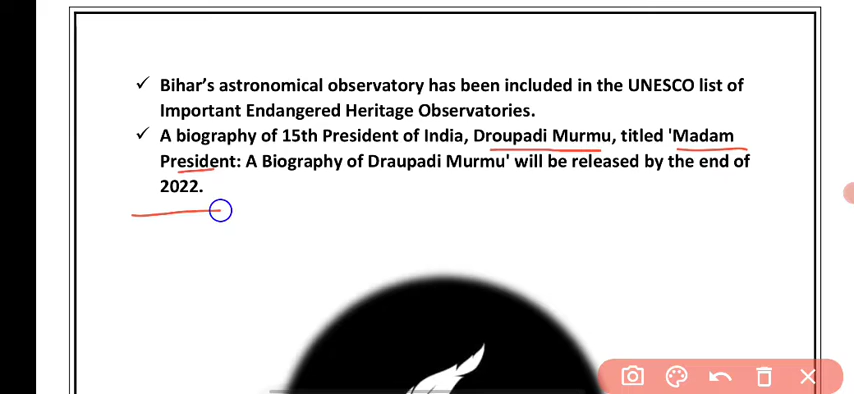 ✓ Bihar's astronomical observatory has been included in the UNESCO list of
Important Endangered Heritage Observatories.
✓ A biography of 15th President of India, Droupadi Murmu, titled 'Madam
President: A Biography of Draupadi Murmu' will be released by the end of
2022.